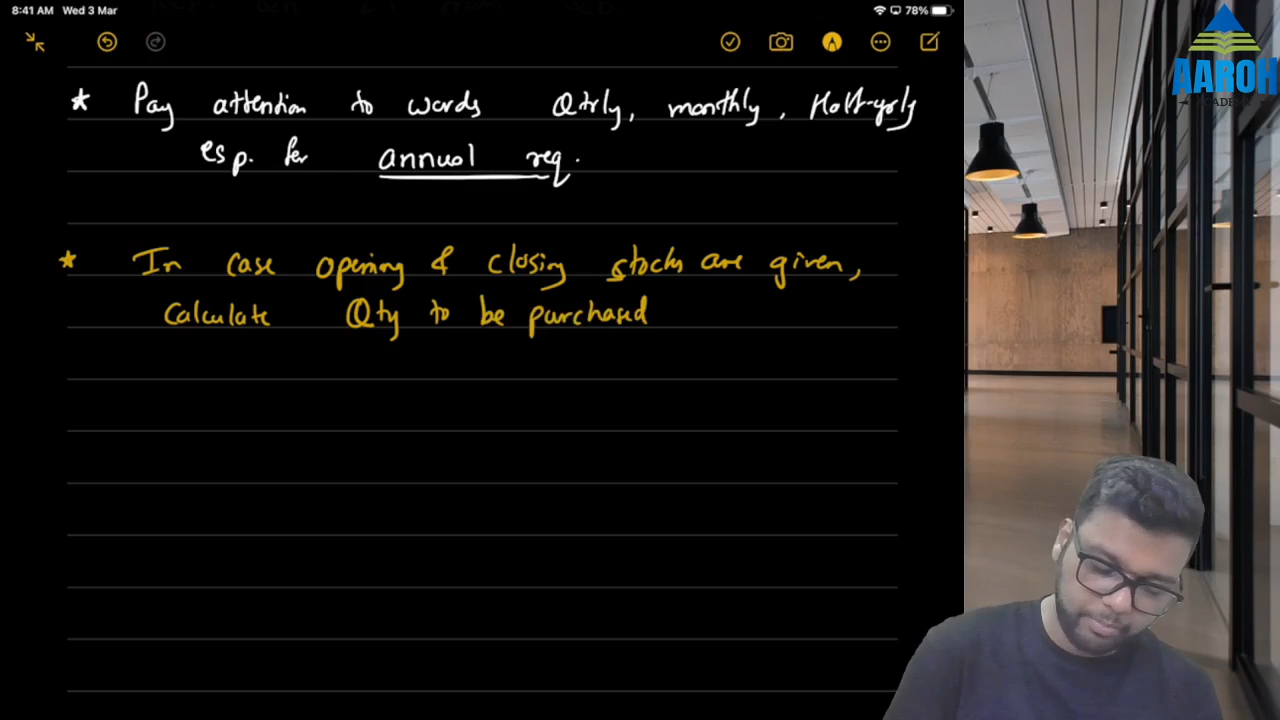 8:41 AM Wed 3 Mar
78%
AAROH
ACADEMY
* Pay attention to words Qtrly, monthly, Half-yrly
esp. for annual req.
* In case opening & closing stocks are given,
Calculate Qty to be purchased